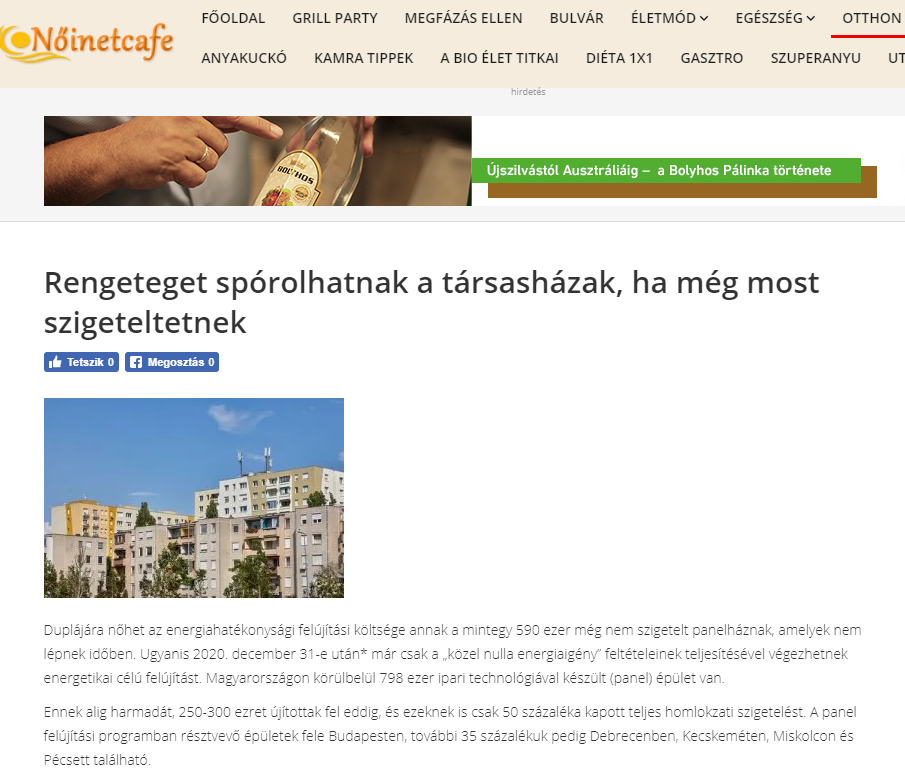 Nőinetcafe
FŐOLDAL GRILL PARTY MEGFÁZÁS ELLEN BULVÁR ÉLETMÓD EGÉSZSÉG OTTHON
ANYAKUCKÓ KAMRA TIPPEK A BIO ÉLET TITKAI DIÉTA 1X1 GASZTRO SZUPERANYU UT
hirdetés
BOLYHOS
Újszilvástól Ausztráliáig – a Bolyhos Pálinka története
Rengeteget spórolhatnak a társasházak, ha még most
szigeteltetnek
Tetszik 0 Megosztás 0
Duplájára nőhet az energiahatékonysági felújítási költsége annak a mintegy 590 ezer még nem szigetelt panelháznak, amelyek nem
lépnek időben. Ugyanis 2020. december 31-e után* már csak a „közel nulla energiaigény” feltételeinek teljesítésével végezhetnek
energetikai célú felújítást. Magyarországon körülbelül 798 ezer ipari technológiával készült (panel) épület van.
Ennek alig harmadát, 250-300 ezret újítottak fel eddig, és ezeknek is csak 50 százaléka kapott teljes homlokzati szigetelést. A panel
felújítási programban résztvevő épületek fele Budapesten, további 35 százalékuk pedig Debrecenben, Kecskeméten, Miskolcon és
Pécsett található.